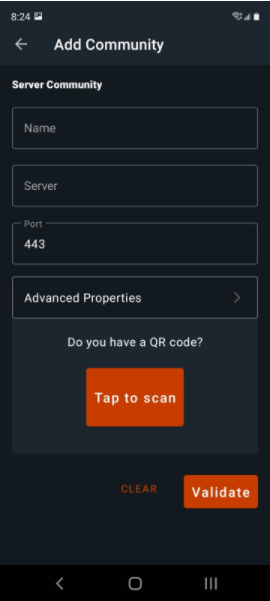 8:24
Add Community
Server Community
Name
Server
Port
443
Advanced Properties
Do you have a QR code?
Tap to scan
CLEAR
Validate